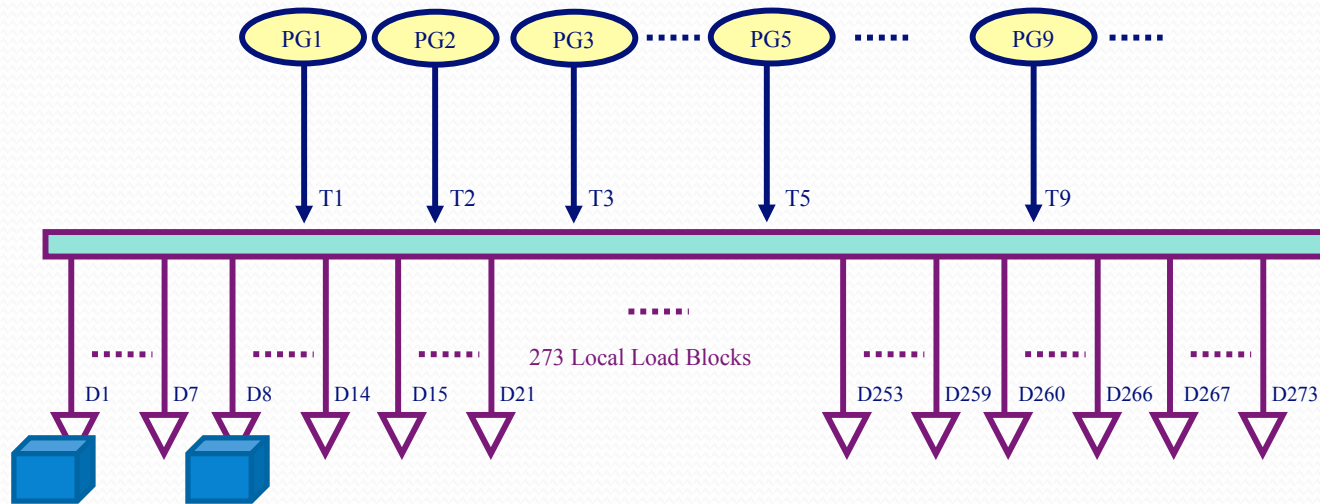 PG1 PG2 PG3 PG5 PG9
T1 T2 T3 T5 T9
273 Local Load Blocks
D1 D7 D8 D14 D15 D21 D253 D259 D260 D266 D267 D273